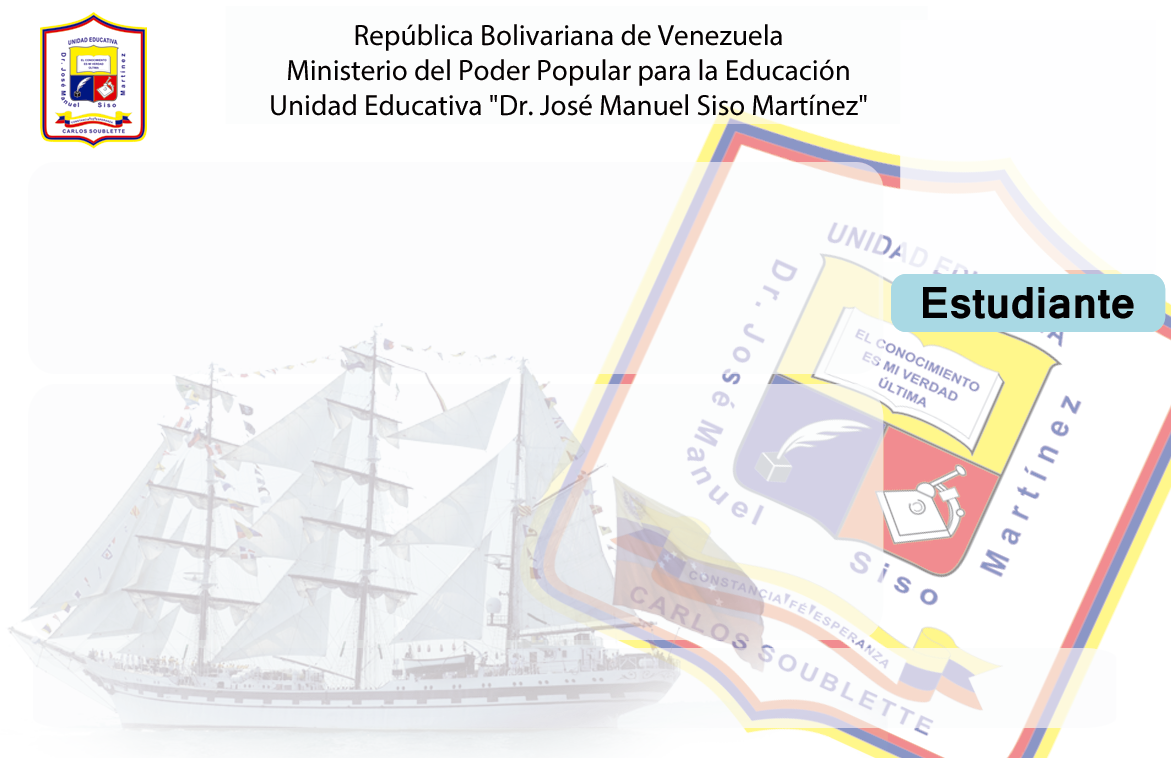 República Bolivariana de Venezuela
Ministerio del Poder Popular para la Educación
Unidad Educativa "Dr. José Manuel Siso Martínez"
UNIDAD EDUCATIVA
Dr. José Manuel Siso Martínez
EL CONOCIMIENTO
ES MI VERDAD
ÚLTIMA
CARLOS SOUBLETTE
Estudiante
UNIDAD ED
Dr. José Manuel Siso Martínez
EL CONOCIMIENTO
ES MI VERDAD
ÚLTIMA
CONSTANCIA FÉ ESPERANZA
CARLOS SOUBLETTE